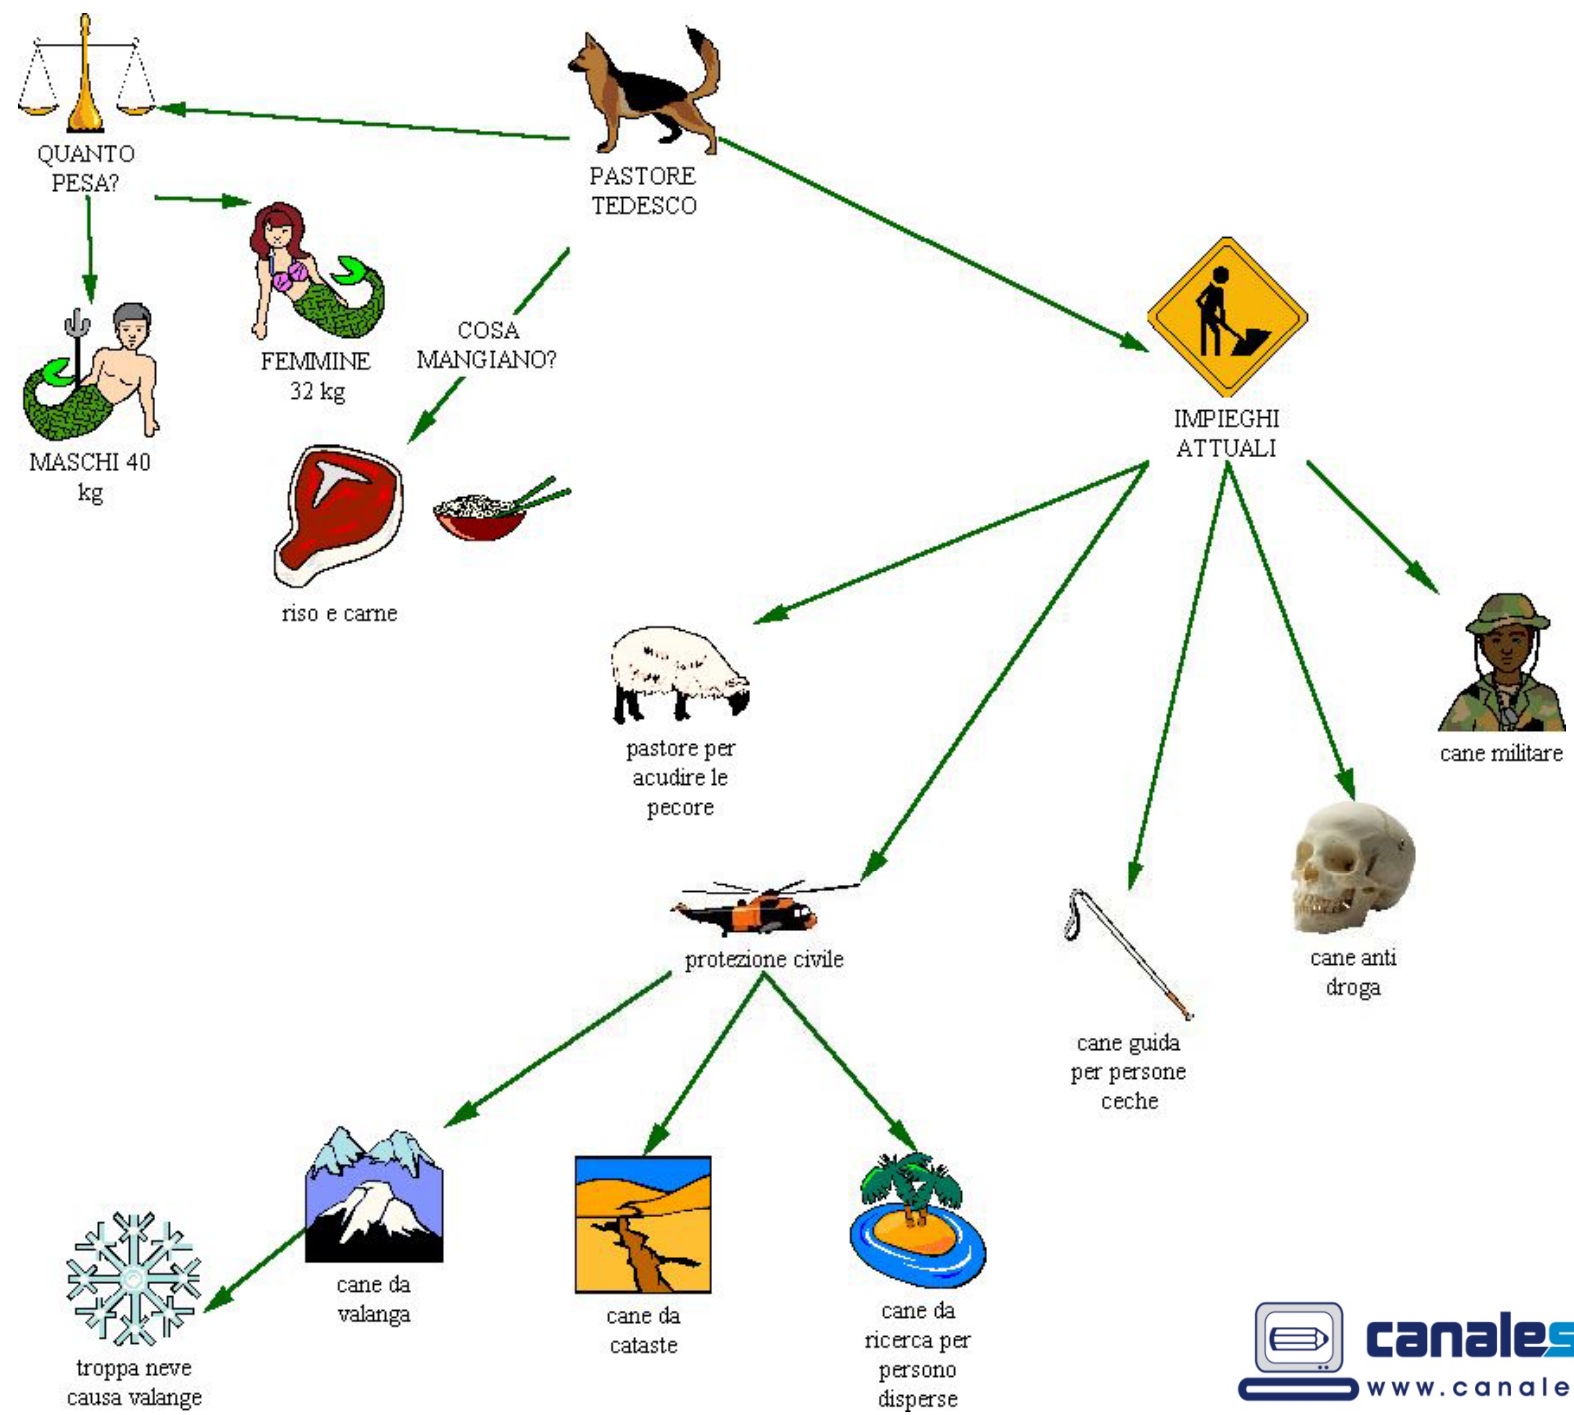 QUANTO
PESA?
PASTORE
TEDESCO
FEMMINE
32 kg
MASCHI 40
kg
COSA
MANGIANO?
riso e carne
IMPIEGHI
ATTUALI
pastore per
acudire le
pecore
cane militare
protezione civile
cane anti
droga
cane guida
per persone
ceche
cane da
valanga
cane da
cataste
cane da
ricerca per
persono
disperse
troppa neve
causa valange
canales
www.canale